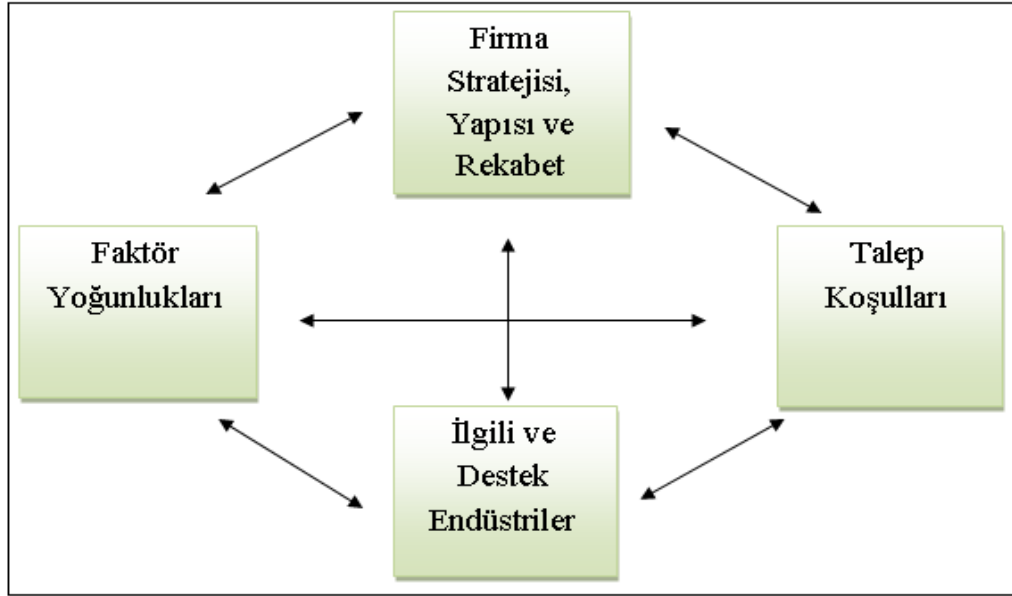 Firma
Stratejisi,
Yapısı ve
Rekabet
Faktör
Yoğunlukları
Talep
Koşulları
İlgili ve
Destek
Endüstriler